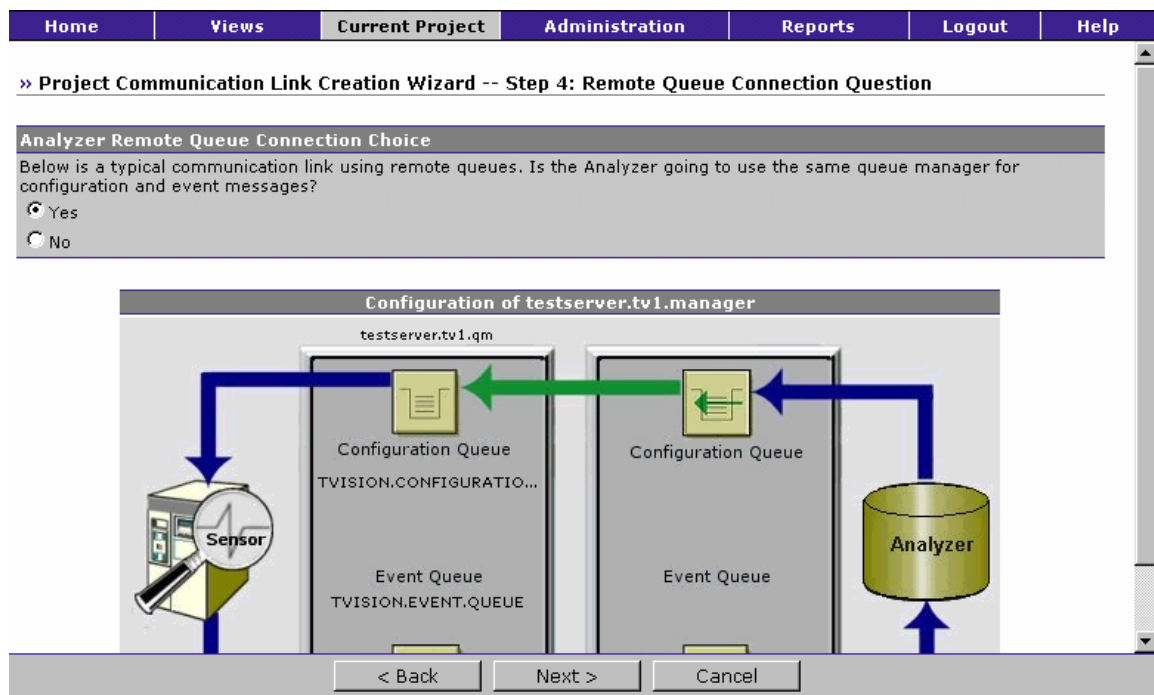 Home Views Current Project Administration Reports Logout Help
» Project Communication Link Creation Wizard -- Step 4: Remote Queue Connection Question
Analyzer Remote Queue Connection Choice
Below is a typical communication link using remote queues. Is the Analyzer going to use the same queue manager for
configuration and event messages?
Yes
No
Configuration of testserver.tv1.manager
testserver.tv1.qm
Configuration Queue
TVISION.CONFIGURATIO...
Configuration Queue
Sensor
Analyzer
Event Queue
TVISION.EVENT.QUEUE
Event Queue
< Back Next > Cancel